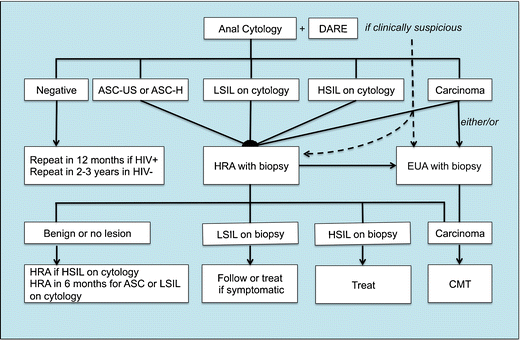 Anal Cytology + DARE if clinically suspicious
Negative ASC-US or ASC-H LSIL on cytology HSIL on cytology Carcinoma
either/or
Repeat in 12 months if HIV+
Repeat in 2-3 years in HIV-
HRA with biopsy EUA with biopsy
Benign or no lesion LSIL on biopsy HSIL on biopsy Carcinoma
HRA if HSIL on cytology
HRA in 6 months for ASC or LSIL
on cytology
Follow or treat
if symptomatic
Treat
CMT